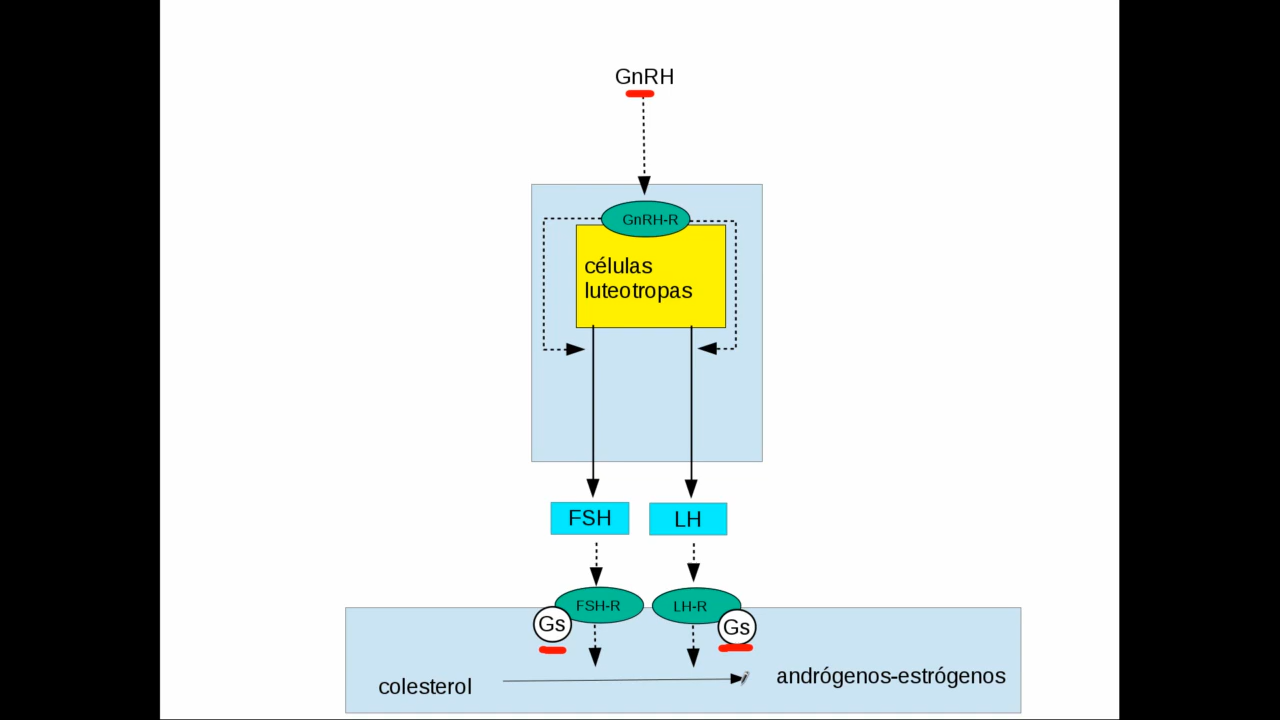 GnRH
GnRH-R
células
luteotropas
FSH
LH
FSH-R
LH-R
Gs
Gs
colesterol
andrógenos-estrógenos